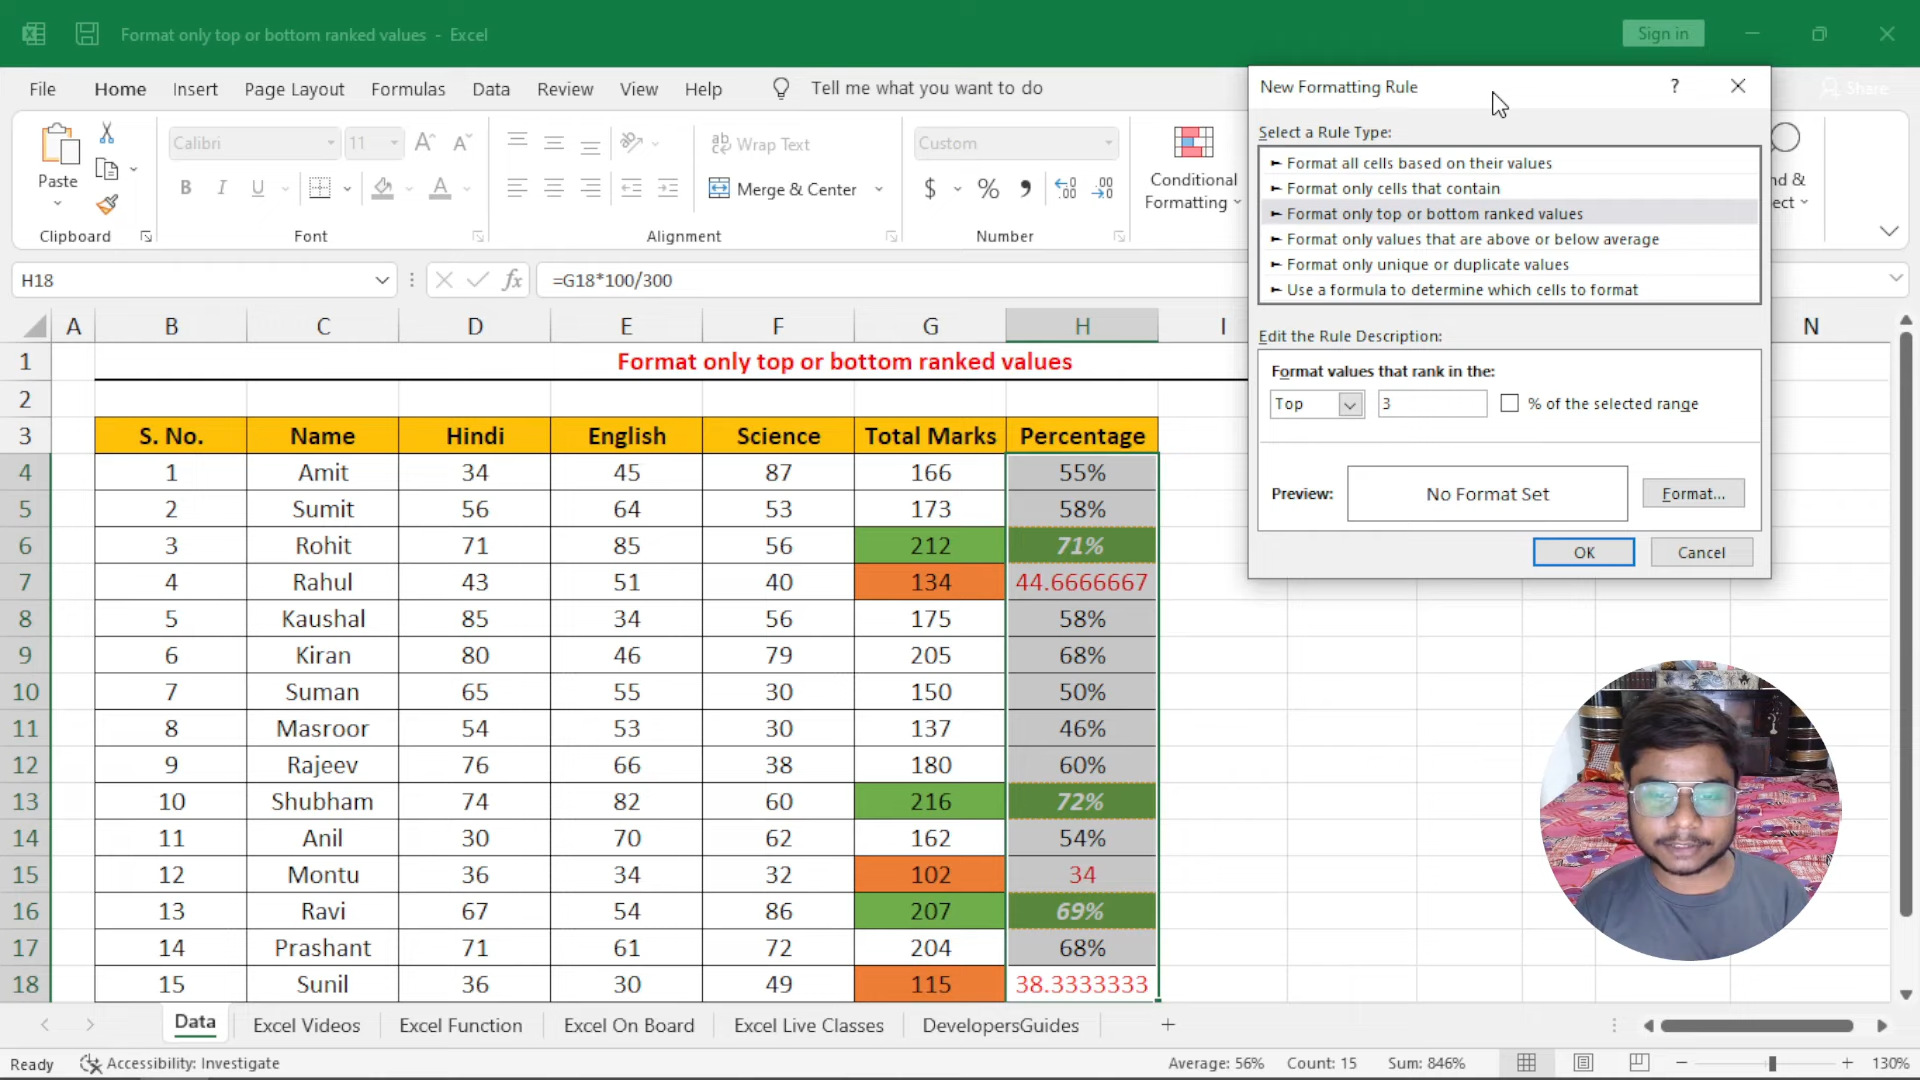 Format only top or bottom ranked values - Excel
Sign in
File Home Insert Page Layout Formulas Data Review View Help Tell me what you want to do
Share
Paste
Clipboard
Calibri 11
B I U
A
Font
ab Wrap Text
Merge & Center
Alignment
Custom
$ % ,
Number
Conditional
Formatting
H18
fx
=G18*100/300
A B C D E F G H I N
1 Format only top or bottom ranked values
2
3 S. No. Name Hindi English Science Total Marks Percentage
4 1 Amit 34 45 87 166 55%
5 2 Sumit 56 64 53 173 58%
6 3 Rohit 71 85 56 212 71%
7 4 Rahul 43 51 40 134 44.6666667
8 5 Kaushal 85 34 56 175 58%
9 6 Kiran 80 46 79 205 68%
10 7 Suman 65 55 30 150 50%
11 8 Masroor 54 53 30 137 46%
12 9 Rajeev 76 66 38 180 60%
13 10 Shubham 74 82 60 216 72%
14 11 Anil 30 70 62 162 54%
15 12 Montu 36 34 32 102 34
16 13 Ravi 67 54 86 207 69%
17 14 Prashant 71 61 72 204 68%
18 15 Sunil 36 30 49 115 38.3333333
New Formatting Rule ?
Select a Rule Type:
► Format all cells based on their values
► Format only cells that contain
► Format only top or bottom ranked values
► Format only values that are above or below average
► Format only unique or duplicate values
► Use a formula to determine which cells to format
Edit the Rule Description:
Format values that rank in the:
Top 3 % of the selected range
Preview: No Format Set Format...
OK Cancel
Data Excel Videos Excel Function Excel On Board Excel Live Classes DevelopersGuides
Ready Accessibility: Investigate Average: 56% Count: 15 Sum: 846% 130%